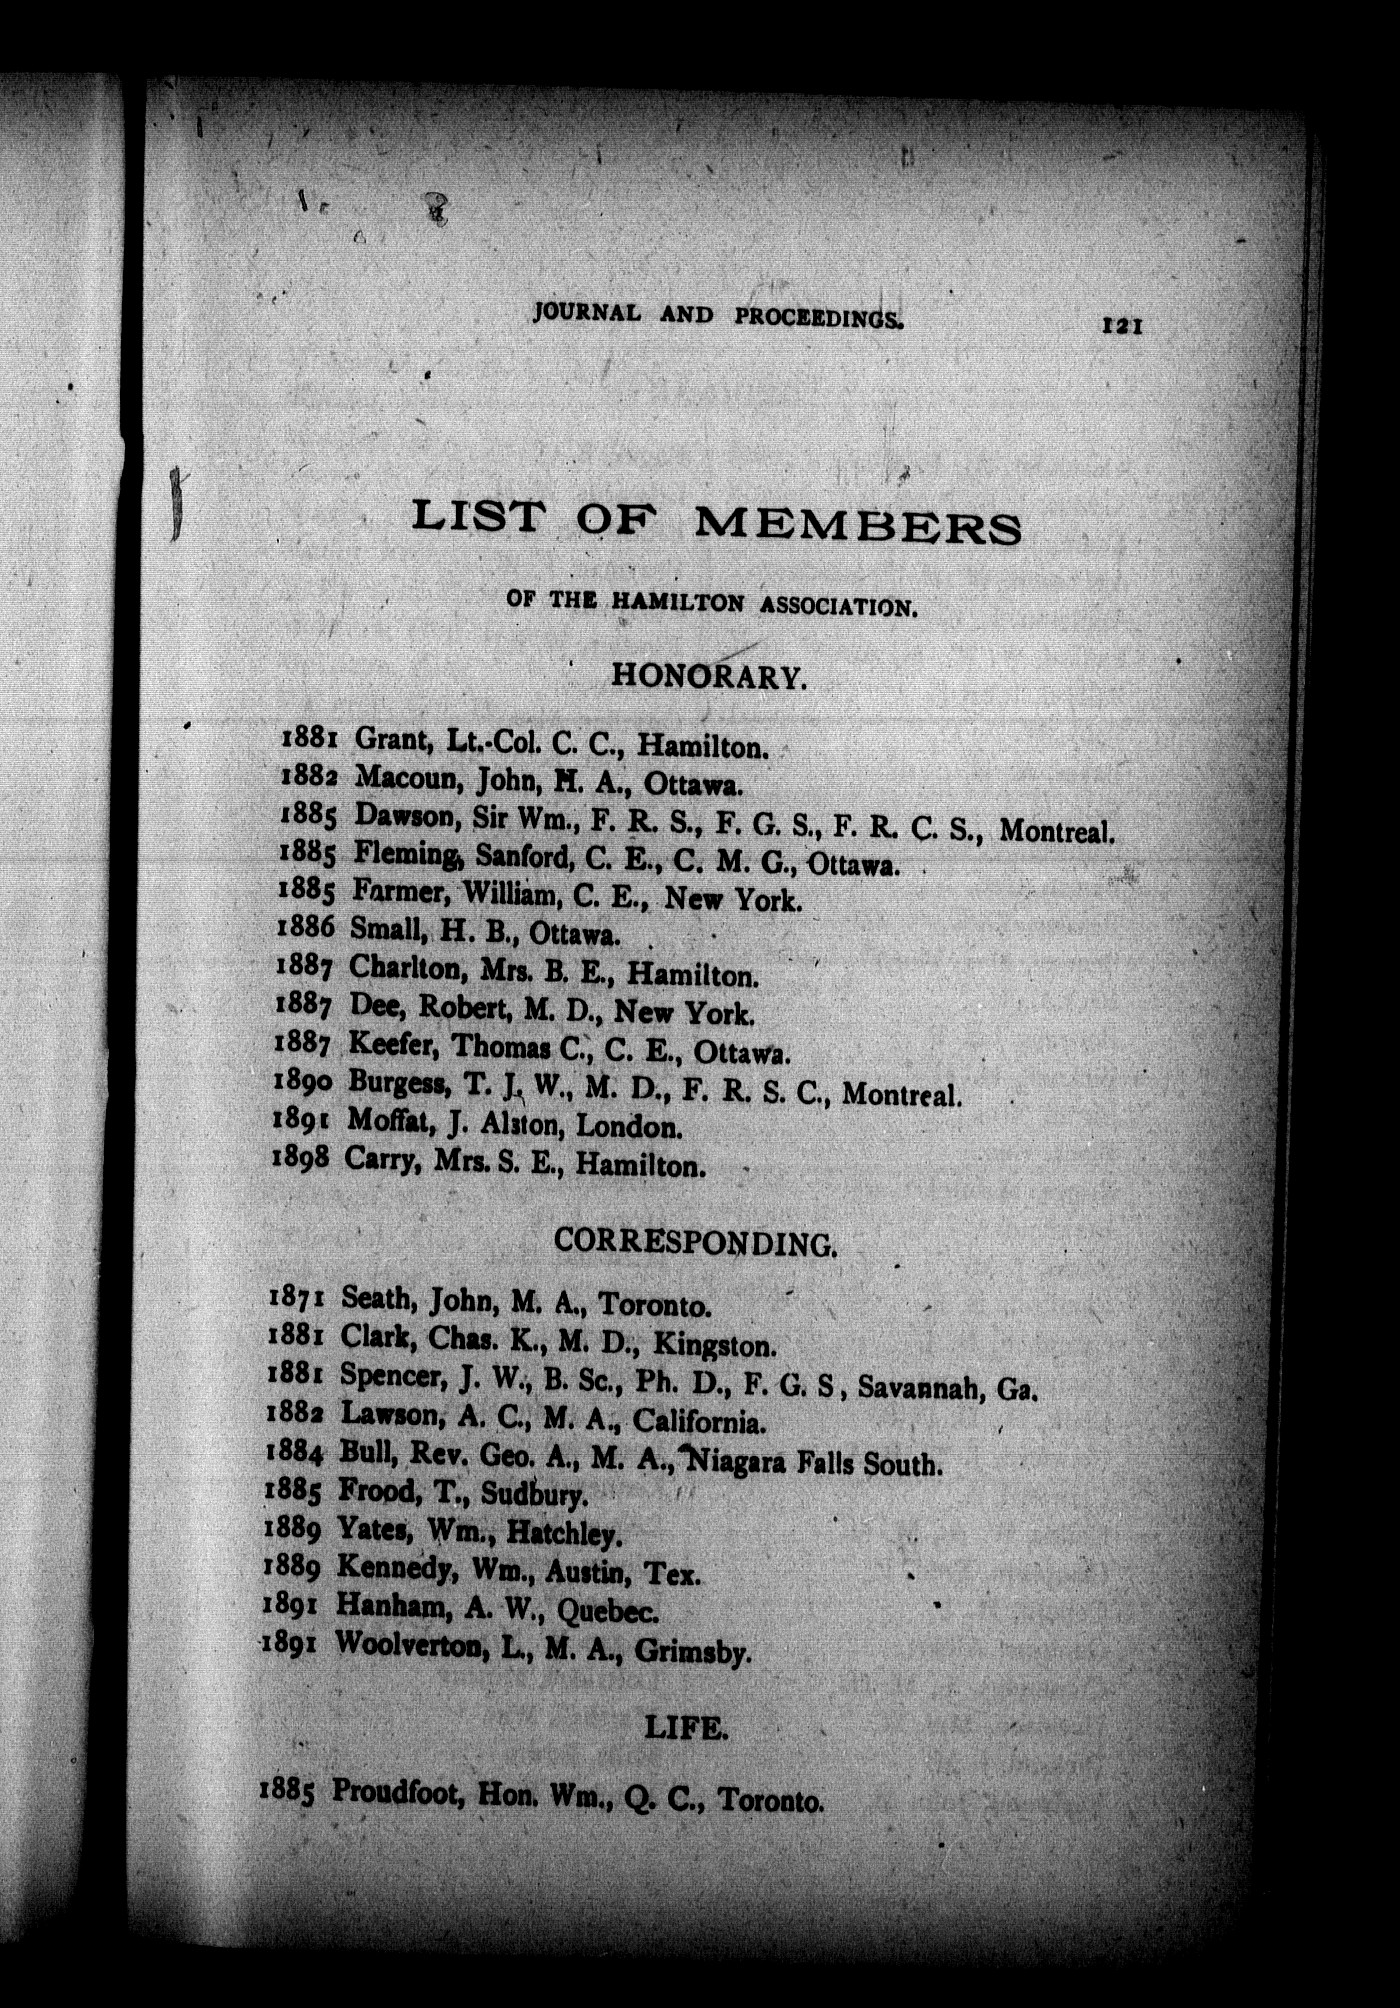 JOURNAL AND PROCEEDINGS. 121
LIST OF MEMBERS
OF THE HAMILTON ASSOCIATION.
HONORARY.
1881 Grant, Lt.-Col. C. C., Hamilton.
1882 Macoun, John, H. A., Ottawa.
1885 Dawson, Sir Wm., F. R. S., F. G. S., F. R. C. S., Montreal.
1885 Fleming, Sanford, C. E., C. M. G., Ottawa.
1885 Farmer, William, C. E., New York.
1886 Small, H. B., Ottawa.
1887 Charlton, Mrs. B. E., Hamilton.
1887 Dee, Robert, M. D., New York.
1887 Keefer, Thomas C., C. E., Ottawa.
1890 Burgess, T. J. W., M. D., F. R. S. C., Montreal.
1891 Moffat, J. Alston, London.
1898 Carry, Mrs. S. E., Hamilton.
CORRESPONDING.
1871 Seath, John, M. A., Toronto.
1881 Clark, Chas. K., M. D., Kingston.
1881 Spencer, J. W., B. Sc., Ph. D., F. G. S, Savannah, Ga.
1882 Lawson, A. C., M. A., California.
1884 Bull, Rev. Geo. A., M. A., Niagara Falls South.
1885 Frood, T., Sudbury.
1889 Yates, Wm., Hatchley.
1889 Kennedy, Wm., Austin, Tex.
1891 Hanham, A. W., Quebec.
1891 Woolverton, L., M. A., Grimsby.
LIFE.
1885 Proudfoot, Hon. Wm., Q. C., Toronto.